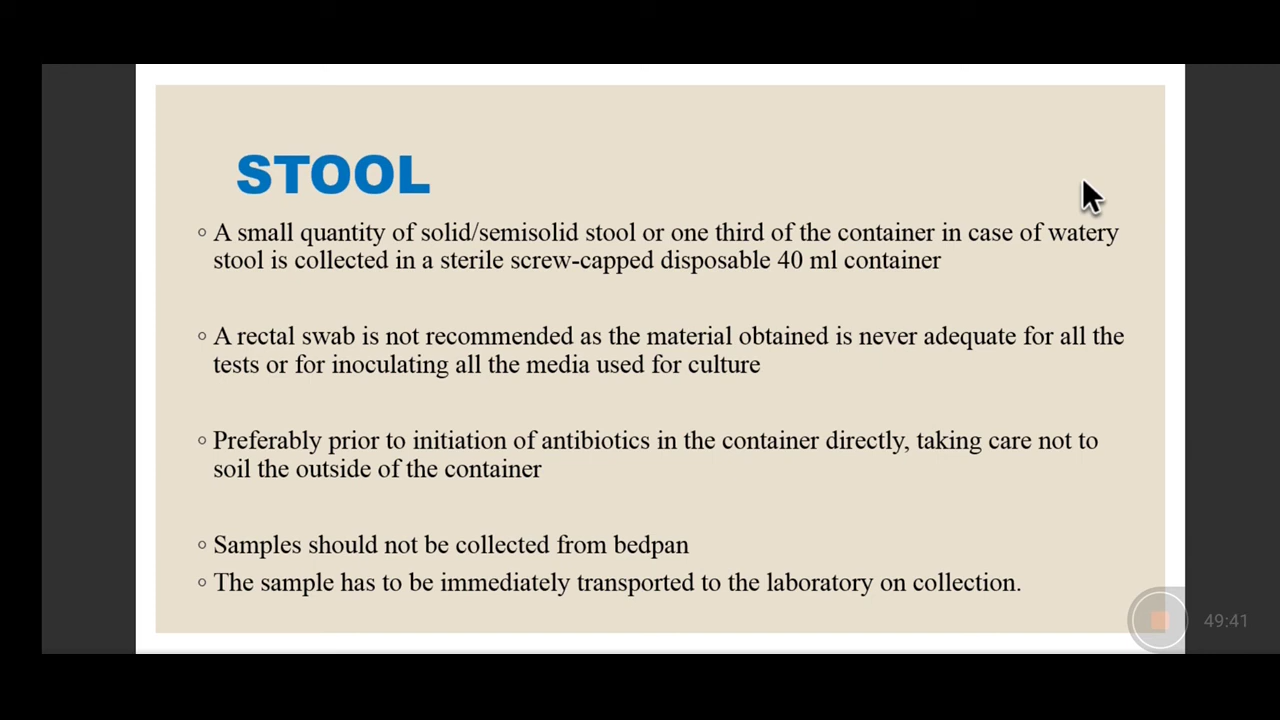 STOOL
◦ A small quantity of solid/semisolid stool or one third of the container in case of watery
stool is collected in a sterile screw-capped disposable 40 ml container
◦ A rectal swab is not recommended as the material obtained is never adequate for all the
tests or for inoculating all the media used for culture
◦ Preferably prior to initiation of antibiotics in the container directly, taking care not to
soil the outside of the container
◦ Samples should not be collected from bedpan
◦ The sample has to be immediately transported to the laboratory on collection.
49:41